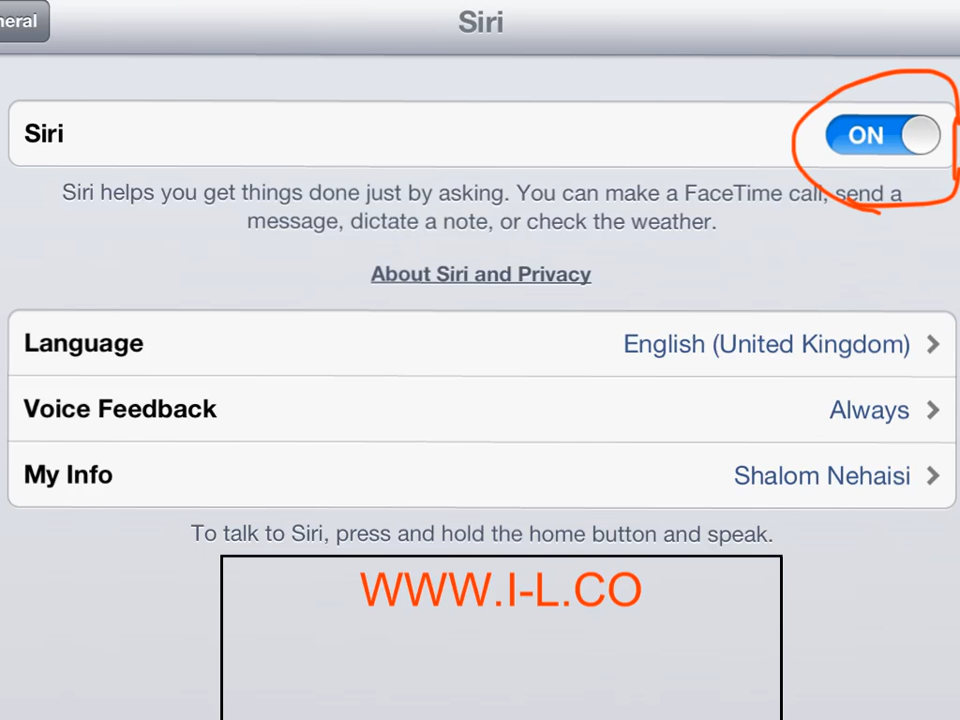 neral
Siri
Siri
ON
Siri helps you get things done just by asking. You can make a FaceTime call, send a
message, dictate a note, or check the weather.
About Siri and Privacy
Language English (United Kingdom)
Voice Feedback Always
My Info Shalom Nehaisi
To talk to Siri, press and hold the home button and speak.
WWW.I-L.CO